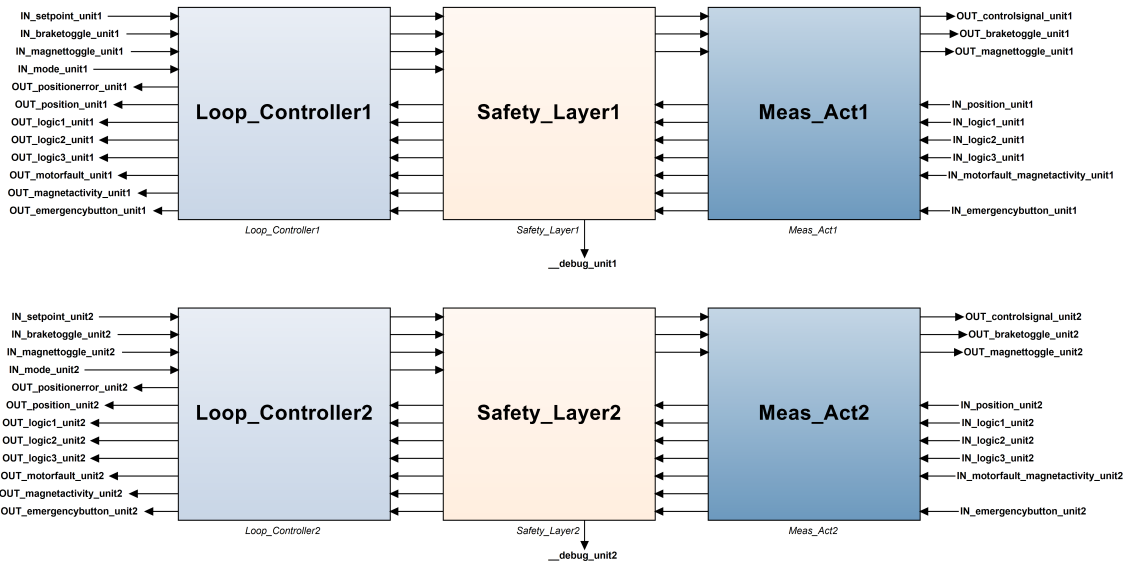 IN_setpoint_unit1
IN_braketoggle_unit1
IN_magnettoggle_unit1
IN_mode_unit1
OUT_positionerror_unit1
OUT_position_unit1
OUT_logic1_unit1
OUT_logic2_unit1
OUT_logic3_unit1
OUT_motorfault_unit1
OUT_magnetactivity_unit1
OUT_emergencybutton_unit1
Loop_Controller1
Loop_Controller1
Safety_Layer1
Safety_Layer1
__debug_unit1
Meas_Act1
Meas_Act1
OUT_controlsignal_unit1
OUT_braketoggle_unit1
OUT_magnettoggle_unit1
IN_position_unit1
IN_logic1_unit1
IN_logic2_unit1
IN_logic3_unit1
IN_motorfault_magnetactivity_unit1
IN_emergencybutton_unit1
IN_setpoint_unit2
IN_braketoggle_unit2
IN_magnettoggle_unit2
IN_mode_unit2
OUT_positionerror_unit2
OUT_position_unit2
OUT_logic1_unit2
OUT_logic2_unit2
OUT_logic3_unit2
OUT_motorfault_unit2
OUT_magnetactivity_unit2
OUT_emergencybutton_unit2
Loop_Controller2
Loop_Controller2
Safety_Layer2
Safety_Layer2
__debug_unit2
Meas_Act2
Meas_Act2
OUT_controlsignal_unit2
OUT_braketoggle_unit2
OUT_magnettoggle_unit2
IN_position_unit2
IN_logic1_unit2
IN_logic2_unit2
IN_logic3_unit2
IN_motorfault_magnetactivity_unit2
IN_emergencybutton_unit2